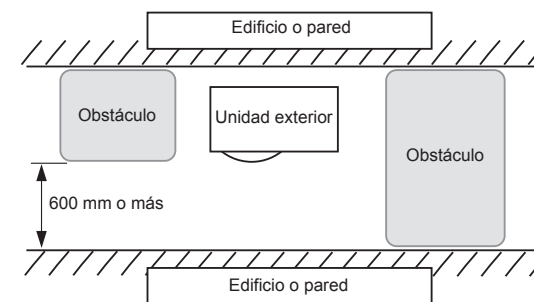 Edificio o pared
Obstáculo
Unidad exterior
Obstáculo
600 mm o más
Edificio o pared